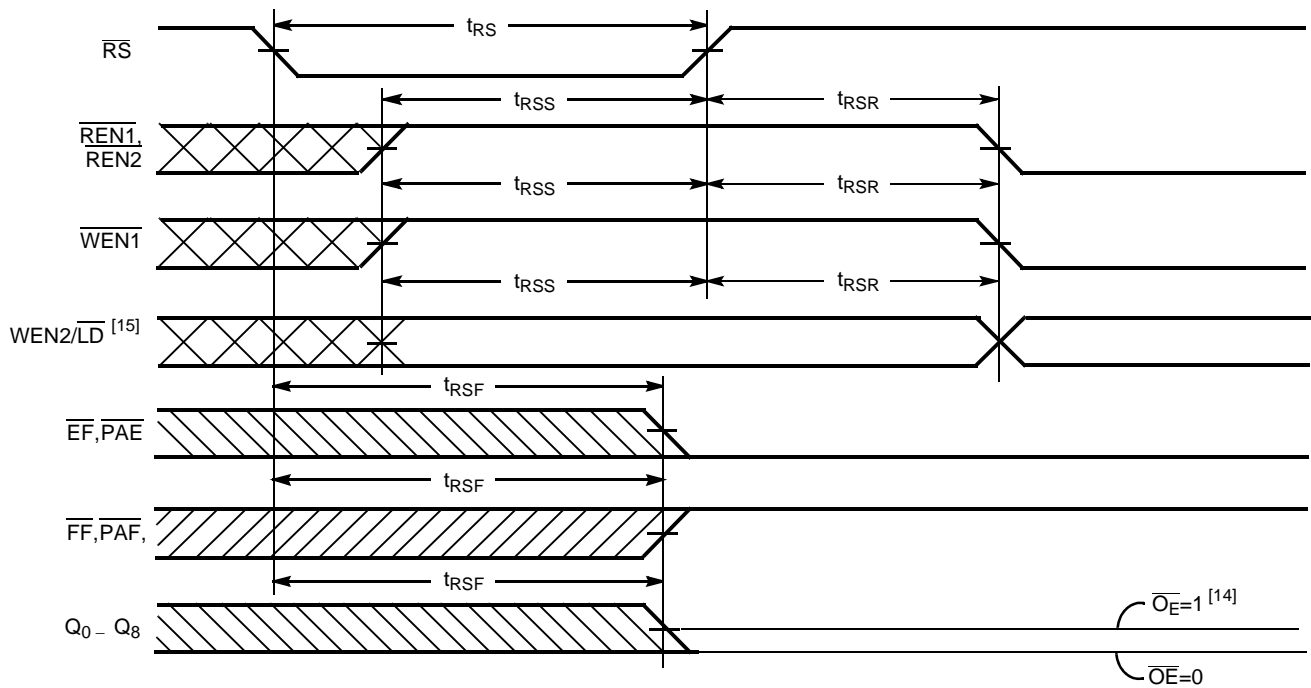 tRS
RS
tRSS tRSR
REN1,
REN2
tRSS tRSR
WEN1
tRSS tRSR
WEN2/LD [15]
tRSF
EF,PAE
tRSF
FF,PAF,
tRSF
OE=1 [14]
Q0 – Q8
OE=0